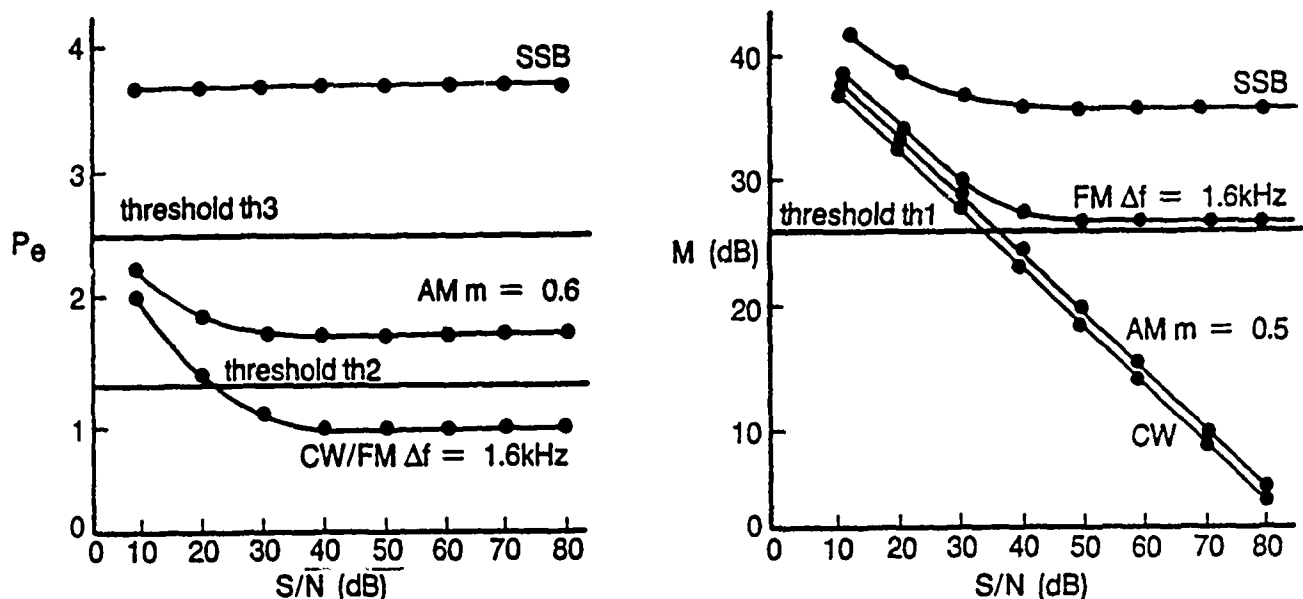 4
SSB
3
threshold th3
Pe
2
AM m = 0.6
threshold th2
1
CW/FM Δf = 1.6kHz
0
0 10 20 30 40 50 60 70 80
S/N (dB)
40
SSB
30
FM Δf = 1.6kHz
threshold th1
M (dB)
20
AM m = 0.5
10
CW
0
0 10 20 30 40 50 60 70 80
S/N (dB)